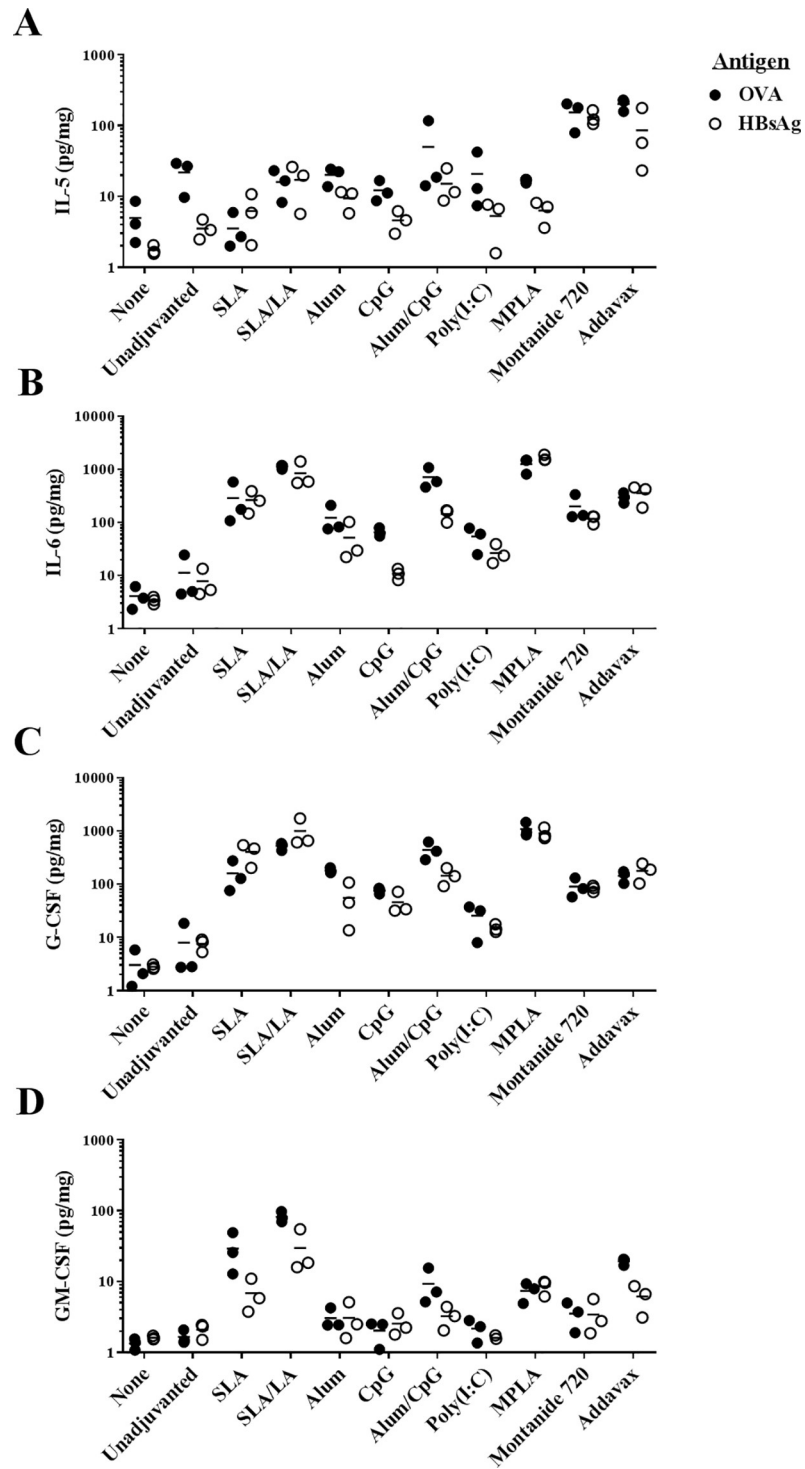 A
1000
100
10
1
IL-5 (pg/mg)
None
Unadjuvanted
SLA
SLA/LA
Alum
CpG
Alum/CpG
Poly(I:C)
MPLA
Montanide 720
Addavax
Antigen
OVA
HBsAg
B
10000
1000
100
10
1
IL-6 (pg/mg)
None
Unadjuvanted
SLA
SLA/LA
Alum
CpG
Alum/CpG
Poly(I:C)
MPLA
Montanide 720
Addavax
C
10000
1000
100
10
1
G-CSF (pg/mg)
None
Unadjuvanted
SLA
SLA/LA
Alum
CpG
Alum/CpG
Poly(I:C)
MPLA
Montanide 720
Addavax
D
1000
100
10
1
GM-CSF (pg/mg)
None
Unadjuvanted
SLA
SLA/LA
Alum
CpG
Alum/CpG
Poly(I:C)
MPLA
Montanide 720
Addavax